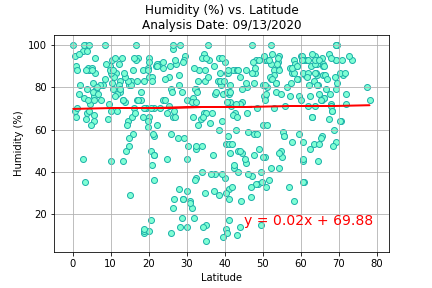 Humidity (%) vs. Latitude
Analysis Date: 09/13/2020
Humidity (%)
100
80
60
40
20
y = 0.02x + 69.88
0 10 20 30 40 50 60 70 80
Latitude